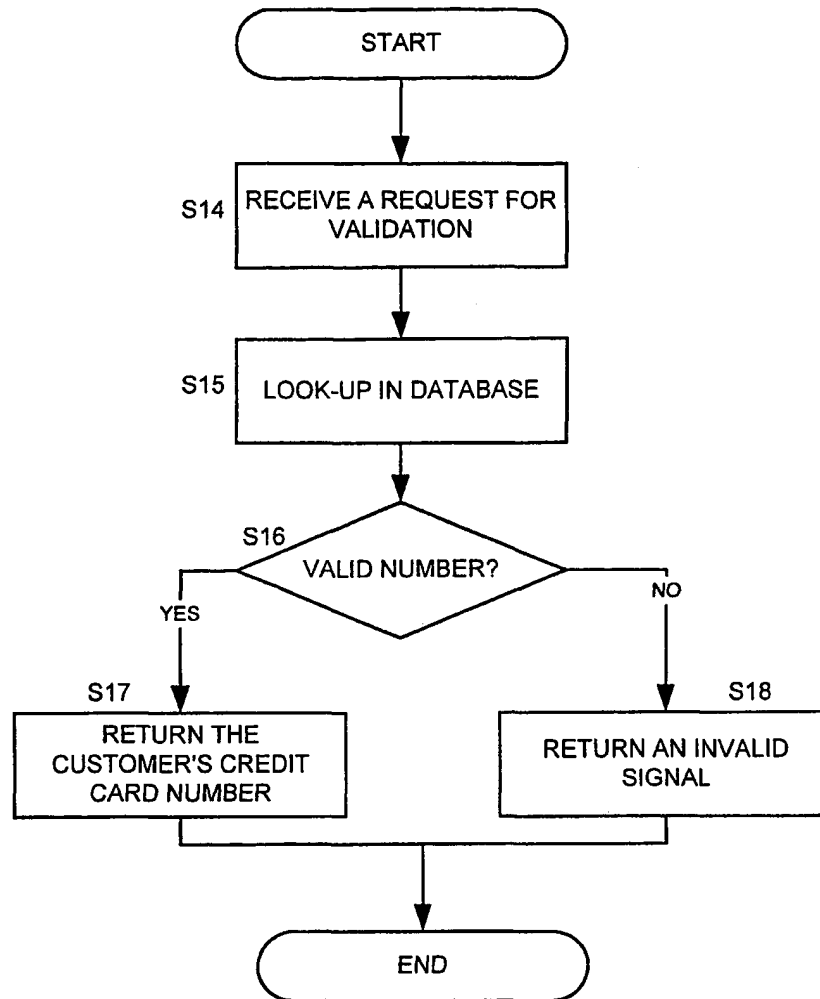 START
S14
RECEIVE A REQUEST FOR
VALIDATION
S15
LOOK-UP IN DATABASE
S16
VALID NUMBER?
YES
NO
S17
RETURN THE
CUSTOMER'S CREDIT
CARD NUMBER
S18
RETURN AN INVALID
SIGNAL
END